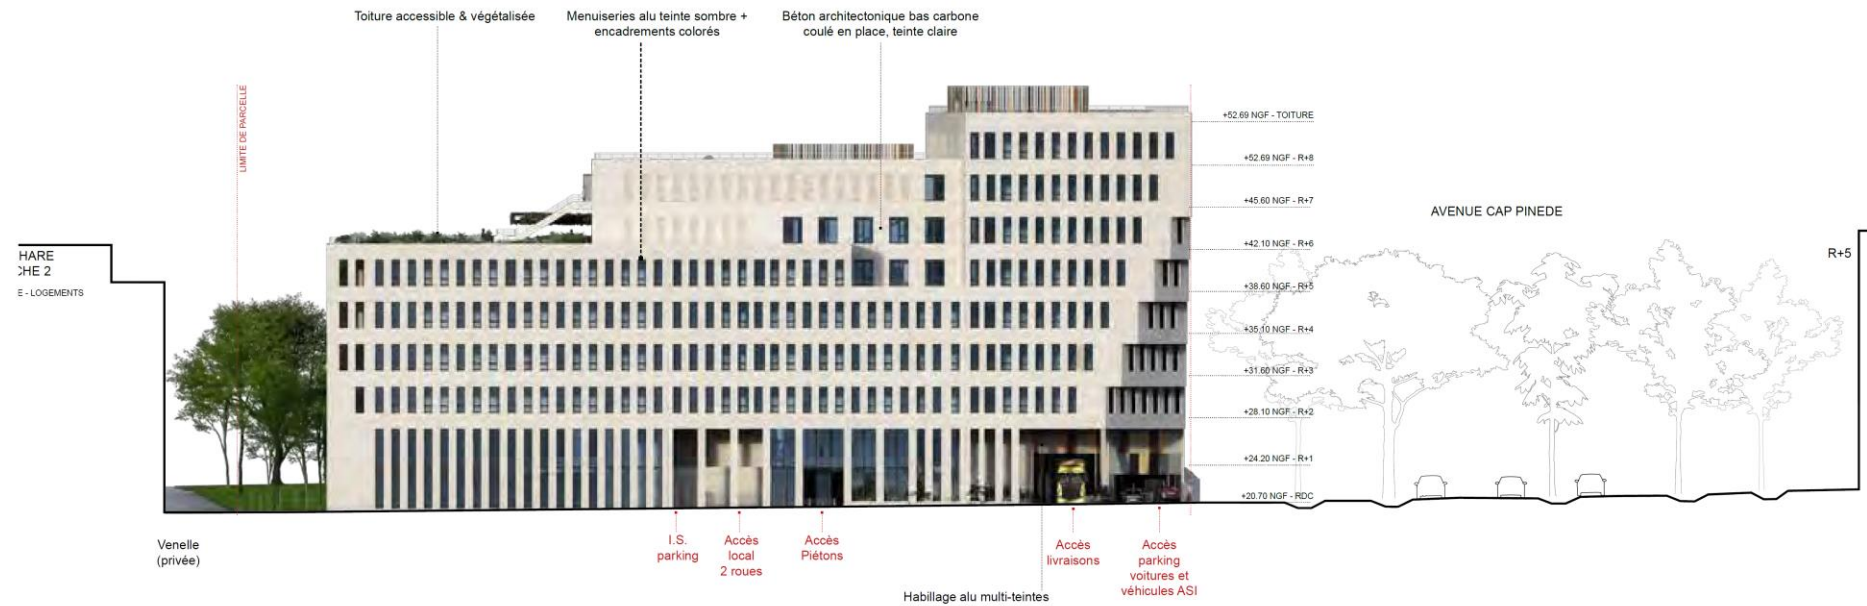 Toiture accessible & végétalisée
Menuiseries alu teinte sombre +
encadrements colorés
Béton architectonique bas carbone
coulé en place, teinte claire
LIMITE DE PARCELLE
+52.69 NGF - TOITURE
+52.69 NGF - R+8
+45.60 NGF - R+7
+42.10 NGF - R+6
+38.60 NGF - R+5
+35.10 NGF - R+4
+31.60 NGF - R+3
+28.10 NGF - R+2
+24.20 NGF - R+1
+20.70 NGF - RDC
AVENUE CAP PINEDE
R+5
HARE
CHE 2
E - LOGEMENTS
Venelle
(privée)
I.S.
parking
Accès
local
2 roues
Accès
Piétons
Accès
livraisons
Accès
parking
voitures et
véhicules ASI
Habillage alu multi-teintes